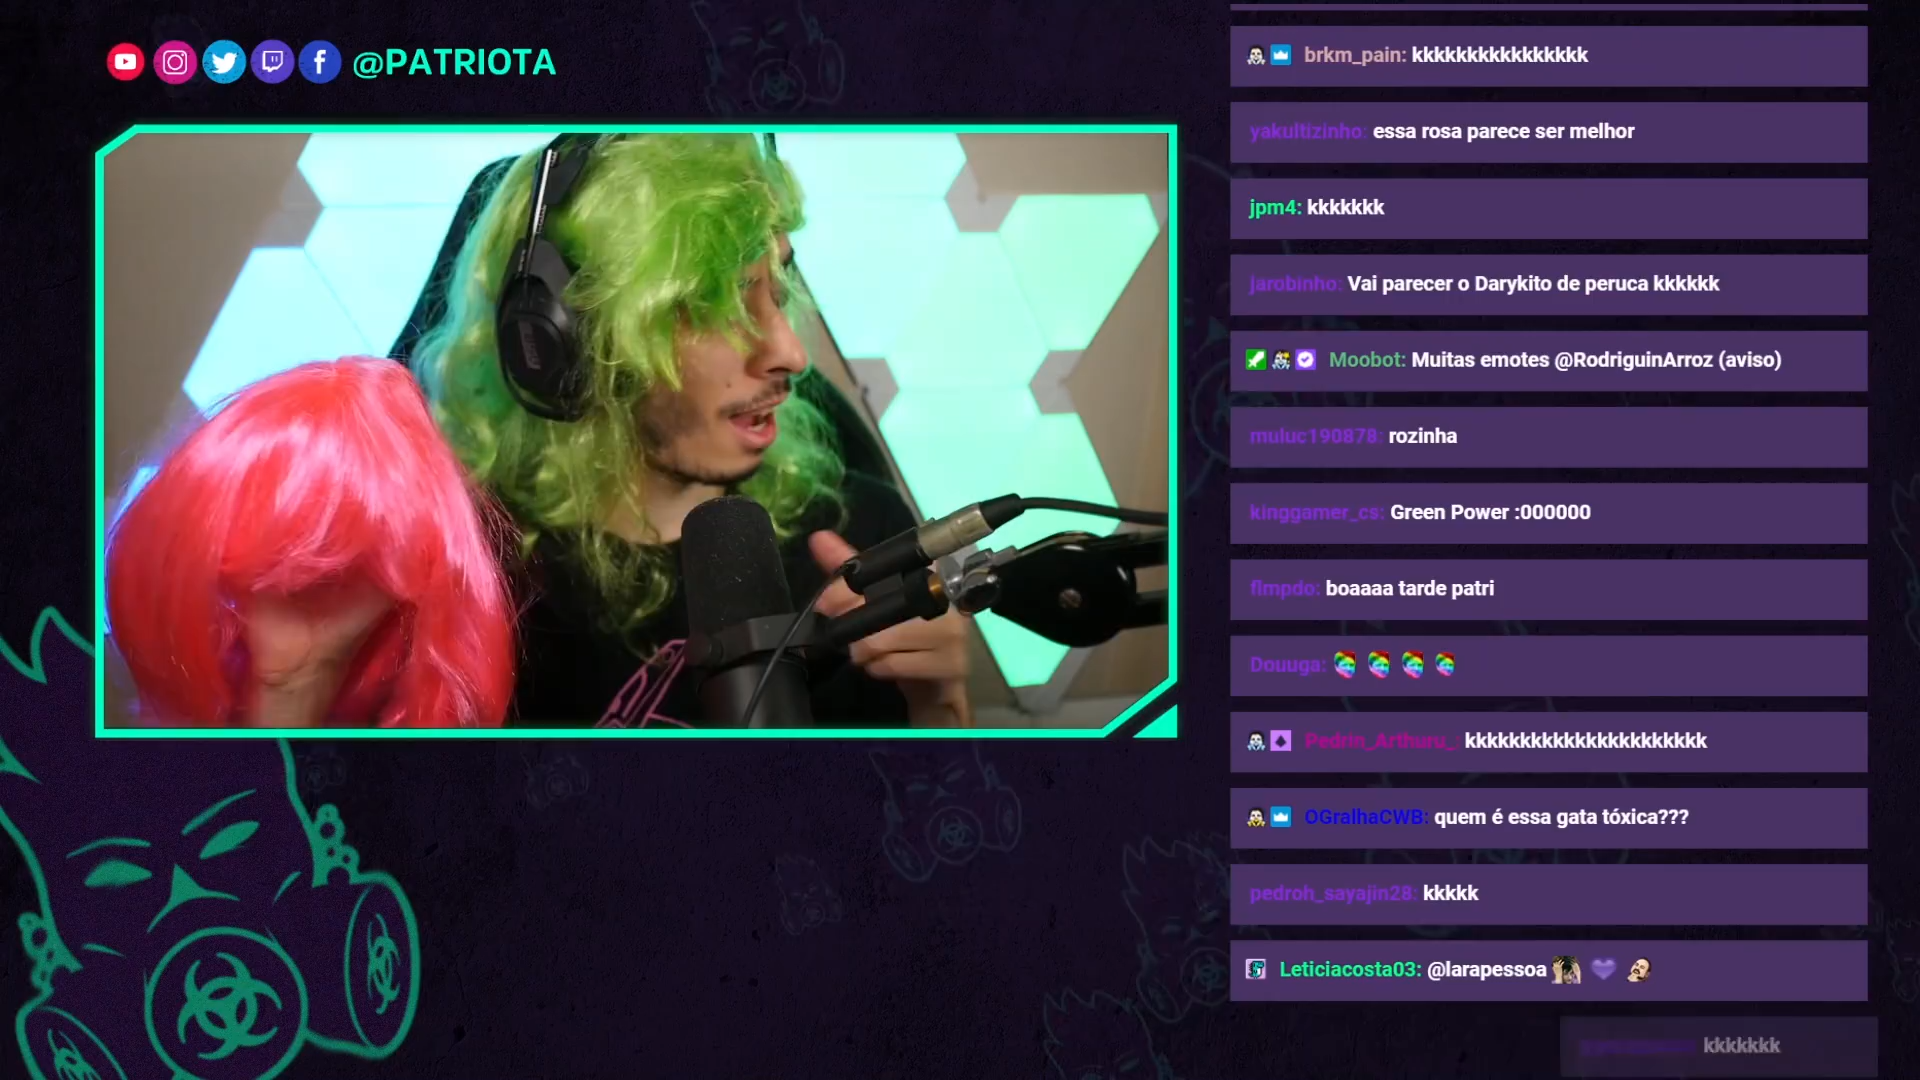 @PATRIOTA
brkm_pain: kkkkkkkkkkkkkkkk
yakultizinho: essa rosa parece ser melhor
jpm4: kkkkkkk
jarobinho: Vai parecer o Darykito de peruca kkkkkk
Moobot: Muitas emotes @RodriguinArroz (aviso)
muluc190878: rozinha
kinggamer_cs: Green Power :000000
flmpdo: boaaaa tarde patri
Douuga:
Pedrin_Arthuru_: kkkkkkkkkkkkkkkkkkkkkk
OGralhaCWB: quem é essa gata tóxica???
pedroh_sayajin28: kkkkk
Leticiacosta03: @larapessoa
kkkkkkk